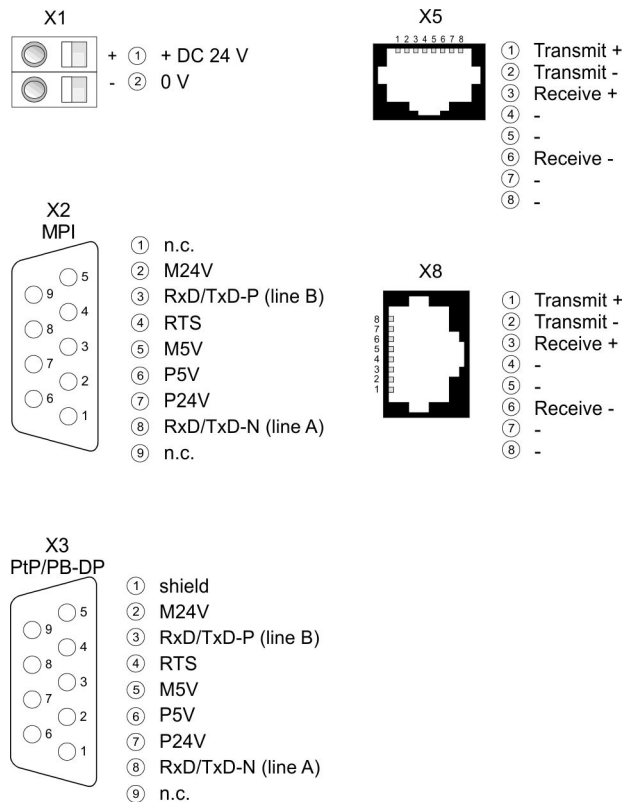 X1
+ ① + DC 24 V
- ② 0 V
X5
1 2 3 4 5 6 7 8
① Transmit +
② Transmit -
③ Receive +
④ -
⑤ -
⑥ Receive -
⑦ -
⑧ -
X2
MPI
5
9
4
8
3
7
2
6
1
① n.c.
② M24V
③ RxD/TxD-P (line B)
④ RTS
⑤ M5V
⑥ P5V
⑦ P24V
⑧ RxD/TxD-N (line A)
⑨ n.c.
X8
8
7
6
5
4
3
2
1
① Transmit +
② Transmit -
③ Receive +
④ -
⑤ -
⑥ Receive -
⑦ -
⑧ -
X3
PtP/PB-DP
5
9
4
8
3
7
2
6
1
① shield
② M24V
③ RxD/TxD-P (line B)
④ RTS
⑤ M5V
⑥ P5V
⑦ P24V
⑧ RxD/TxD-N (line A)
⑨ n.c.